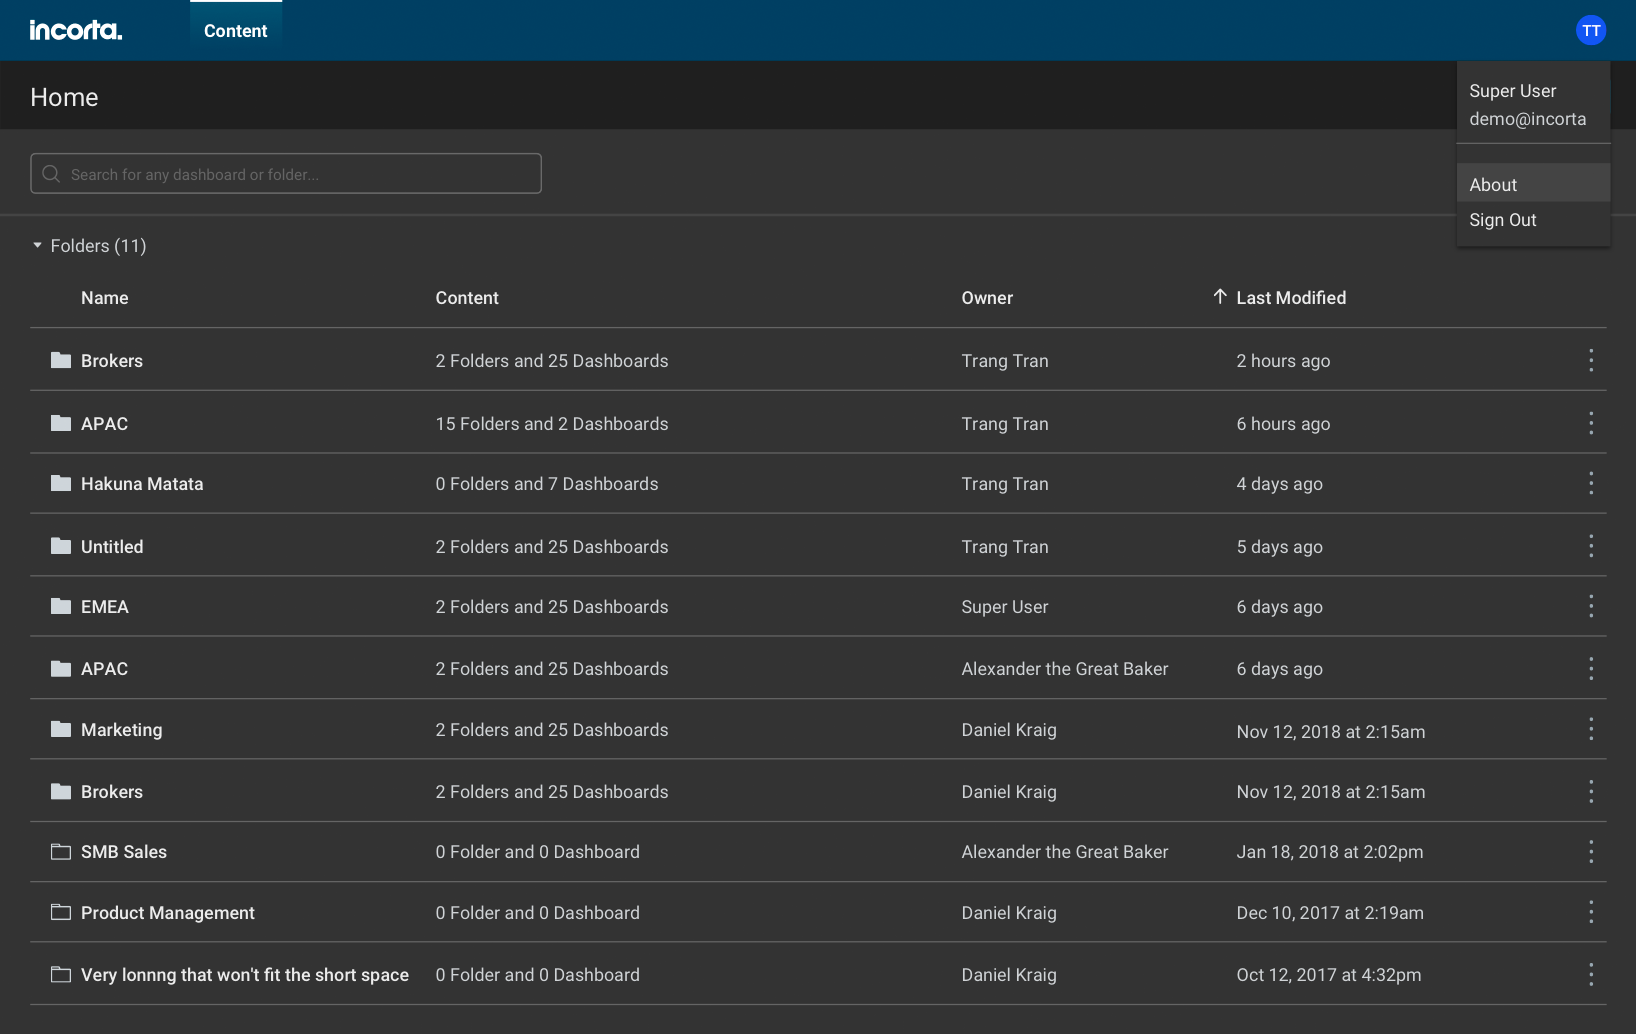 incorta.
Content
TT
Home
Super User
demo@incorta
Search for any dashboard or folder...
About
Sign Out
Folders (11)
Name Content Owner Last Modified
Brokers 2 Folders and 25 Dashboards Trang Tran 2 hours ago
APAC 15 Folders and 2 Dashboards Trang Tran 6 hours ago
Hakuna Matata 0 Folders and 7 Dashboards Trang Tran 4 days ago
Untitled 2 Folders and 25 Dashboards Trang Tran 5 days ago
EMEA 2 Folders and 25 Dashboards Super User 6 days ago
APAC 2 Folders and 25 Dashboards Alexander the Great Baker 6 days ago
Marketing 2 Folders and 25 Dashboards Daniel Kraig Nov 12, 2018 at 2:15am
Brokers 2 Folders and 25 Dashboards Daniel Kraig Nov 12, 2018 at 2:15am
SMB Sales 0 Folder and 0 Dashboard Alexander the Great Baker Jan 18, 2018 at 2:02pm
Product Management 0 Folder and 0 Dashboard Daniel Kraig Dec 10, 2017 at 2:19am
Very lonnng that won't fit the short space 0 Folder and 0 Dashboard Daniel Kraig Oct 12, 2017 at 4:32pm